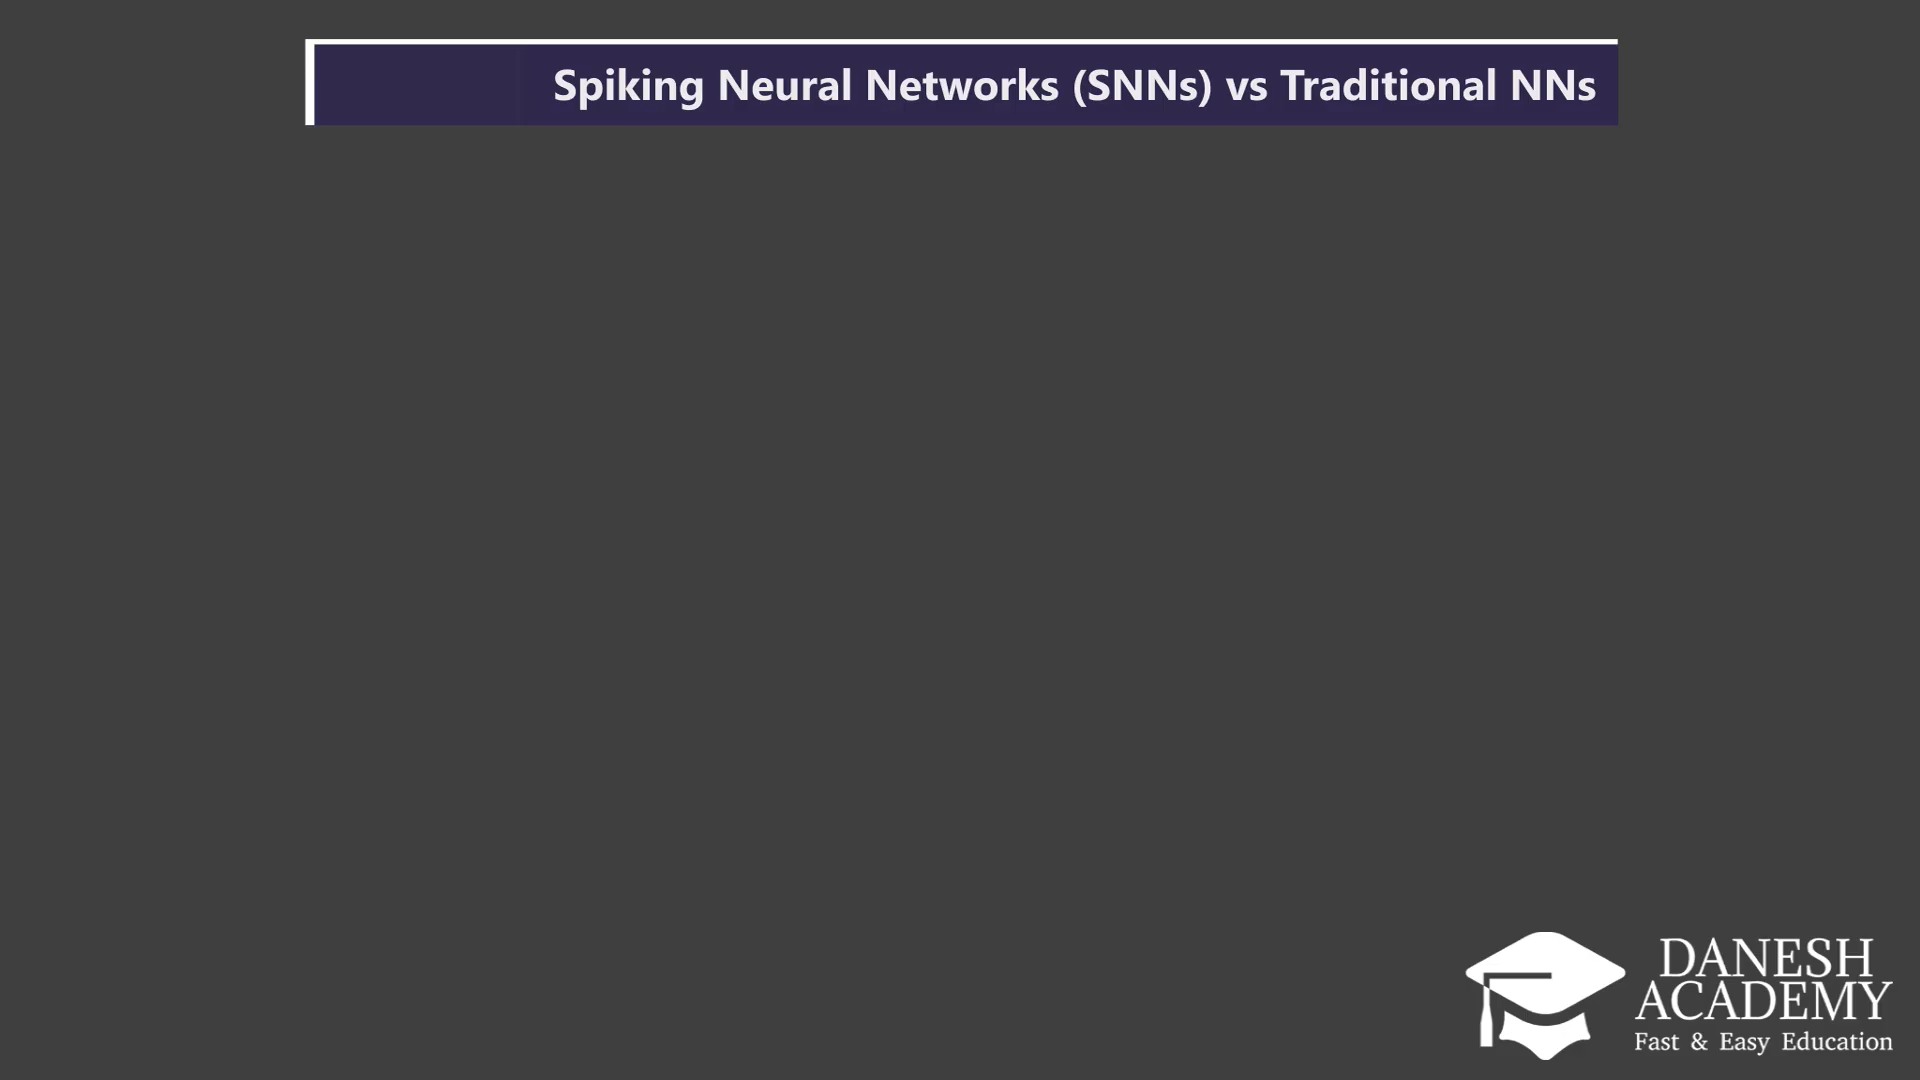 Spiking Neural Networks (SNNs) vs Traditional NNs
DANESH
ACADEMY
Fast & Easy Education